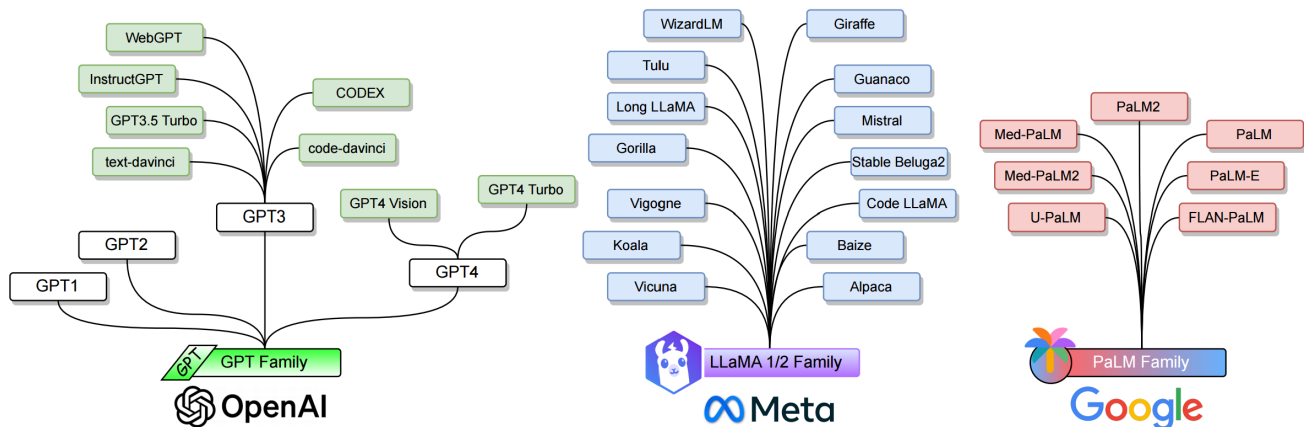 WebGPT
InstructGPT
CODEX
GPT3.5 Turbo
code-davinci
text-davinci
GPT4 Turbo
GPT4 Vision
GPT3
GPT2
GPT4
GPT1
GPT
GPT Family
OpenAI
WizardLM
Giraffe
Tulu
Guanaco
Long LLaMA
Mistral
Gorilla
Stable Beluga2
Vigogne
Code LLaMA
Koala
Baize
Vicuna
Alpaca
LLaMA 1/2 Family
Meta
PaLM2
Med-PaLM
PaLM
Med-PaLM2
PaLM-E
U-PaLM
FLAN-PaLM
PaLM Family
Google